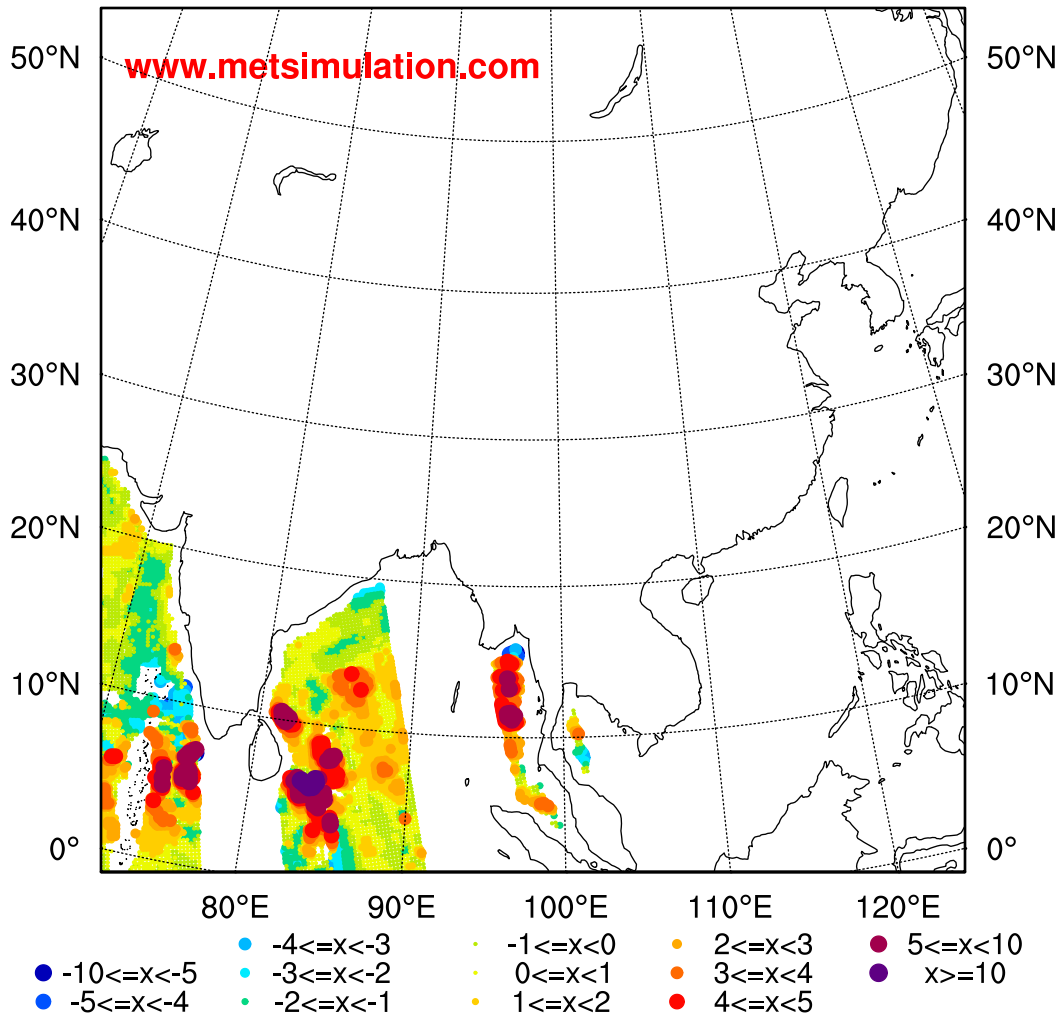 www.metsimulation.com
50°N 50°N
40°N 40°N
30°N 30°N
20°N 20°N
10°N 10°N
0° 0°
80°E 90°E 100°E 110°E 120°E
-4<=x<-3 -1<=x<0 2<=x<3 5<=x<10
-10<=x<-5 -3<=x<-2 0<=x<1 3<=x<4 x>=10
-5<=x<-4 -2<=x<-1 1<=x<2 4<=x<5